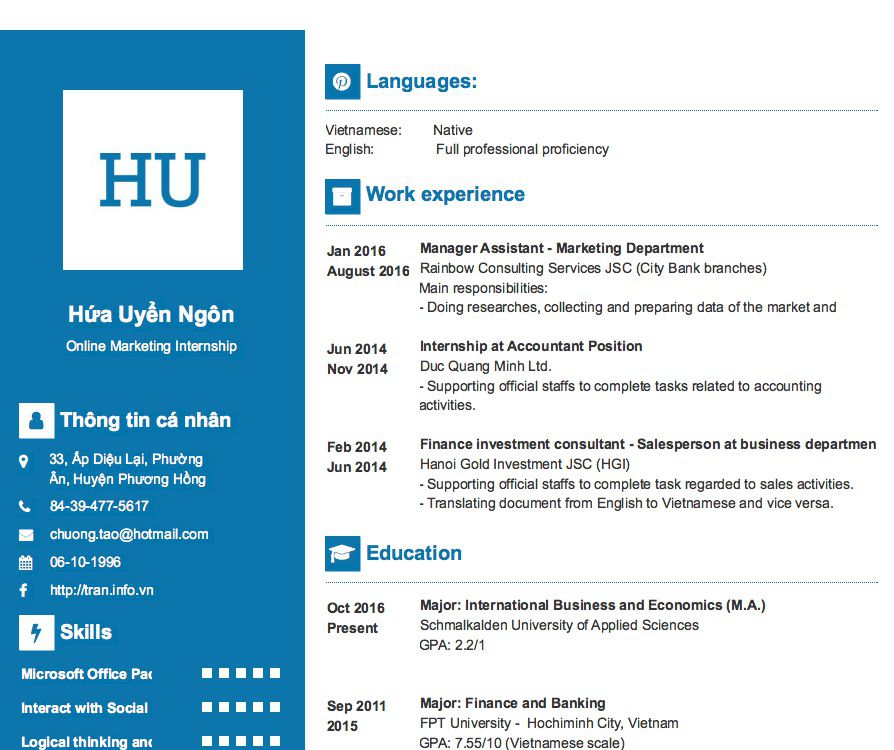 HU
Hứa Uyển Ngôn
Online Marketing Internship
Thông tin cá nhân
33, Ấp Diệu Lại, Phường
Ân, Huyện Phương Hồng
84-39-477-5617
chuong.tao@hotmail.com
06-10-1996
http://tran.info.vn
Skills
Microsoft Office Pac
Interact with Social
Logical thinking and
Languages:
Vietnamese: Native
English: Full professional proficiency
Work experience
Jan 2016 Manager Assistant - Marketing Department
August 2016 Rainbow Consulting Services JSC (City Bank branches)
Main responsibilities:
- Doing researches, collecting and preparing data of the market and
Jun 2014 Internship at Accountant Position
Nov 2014 Duc Quang Minh Ltd.
- Supporting official staffs to complete tasks related to accounting
activities.
Feb 2014 Finance investment consultant - Salesperson at business departmen
Jun 2014 Hanoi Gold Investment JSC (HGI)
- Supporting official staffs to complete task regarded to sales activities.
- Translating document from English to Vietnamese and vice versa.
Education
Oct 2016 Major: International Business and Economics (M.A.)
Present Schmalkalden University of Applied Sciences
GPA: 2.2/1
Sep 2011 Major: Finance and Banking
2015 FPT University - Hochiminh City, Vietnam
GPA: 7.55/10 (Vietnamese scale)